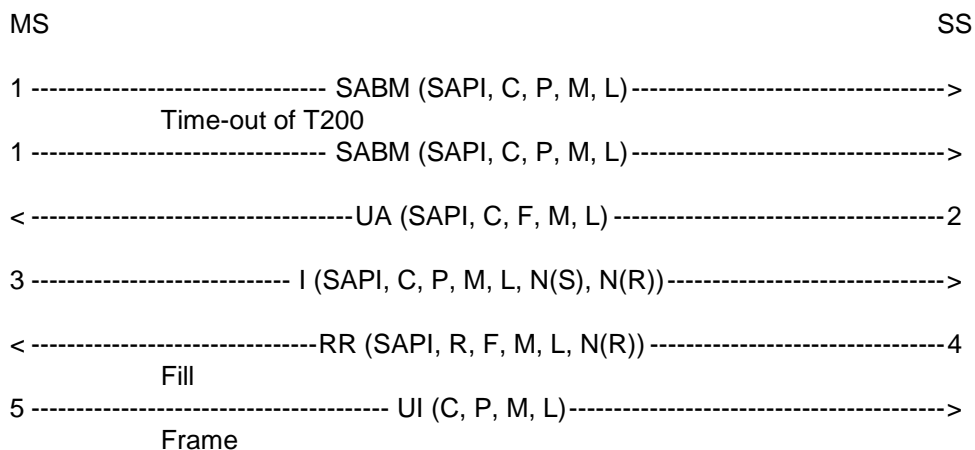 MS SS
1 --------------------------------- SABM (SAPI, C, P, M, L)----------------------------------->
Time-out of T200
1 --------------------------------- SABM (SAPI, C, P, M, L)----------------------------------->
< ------------------------------------UA (SAPI, C, F, M, L) -------------------------------------2
3 ----------------------------- I (SAPI, C, P, M, L, N(S), N(R))------------------------------->
< --------------------------------RR (SAPI, R, F, M, L, N(R)) ---------------------------------4
Fill
5 ---------------------------------------- UI (C, P, M, L)------------------------------------------>
Frame